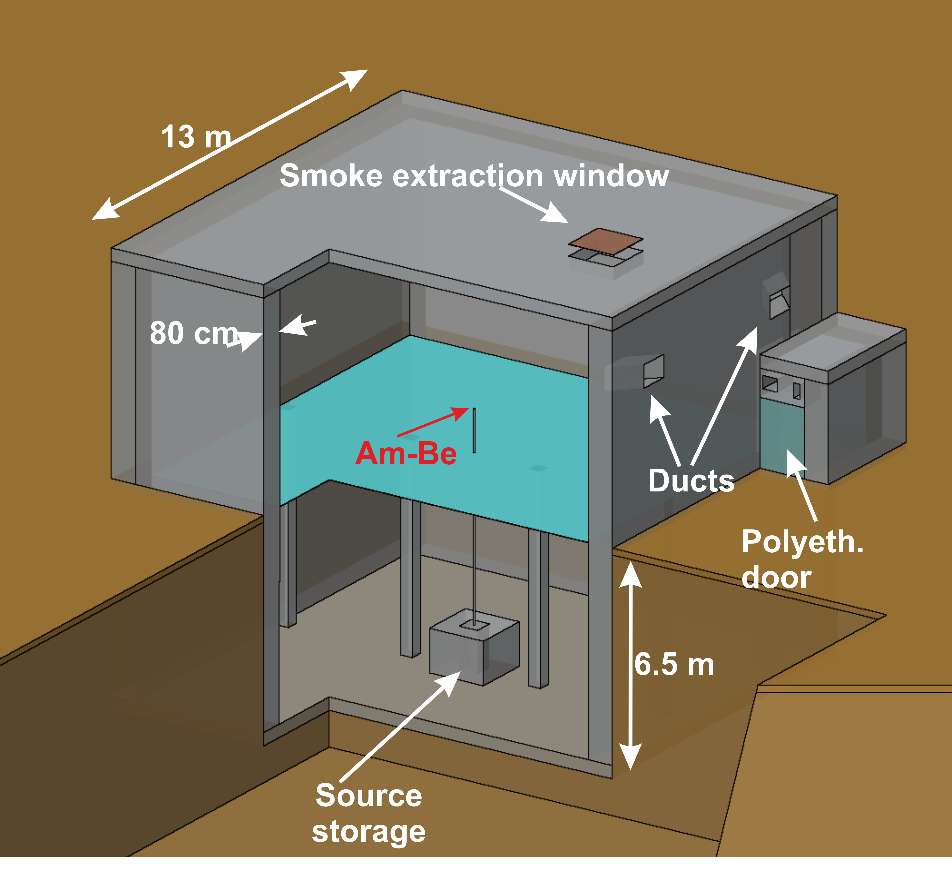 13 m
Smoke extraction window
80 cm
Am-Be
Ducts
Polyeth.
door
6.5 m
Source
storage